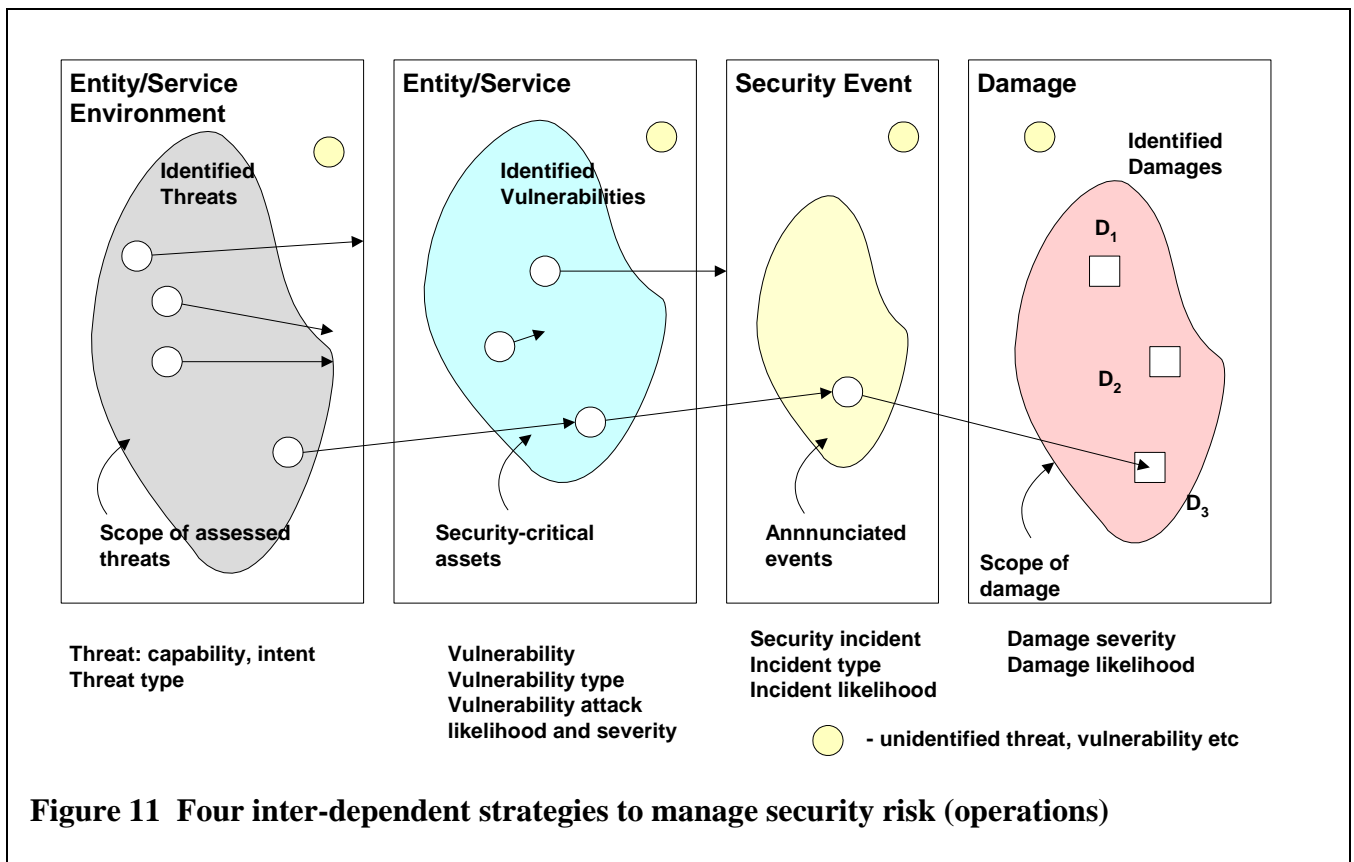 Entity/Service
Environment
Identified
Threats
Scope of assessed
threats
Threat: capability, intent
Threat type
Entity/Service
Identified
Vulnerabilities
Security-critical
assets
Vulnerability
Vulnerability type
Vulnerability attack
likelihood and severity
Security Event
Annnunciated
events
Security incident
Incident type
Incident likelihood
Damage
Identified
Damages
D1
D2
D3
Scope of
damage
Damage severity
Damage likelihood
- unidentified threat, vulnerability etc
Figure 11 Four inter-dependent strategies to manage security risk (operations)